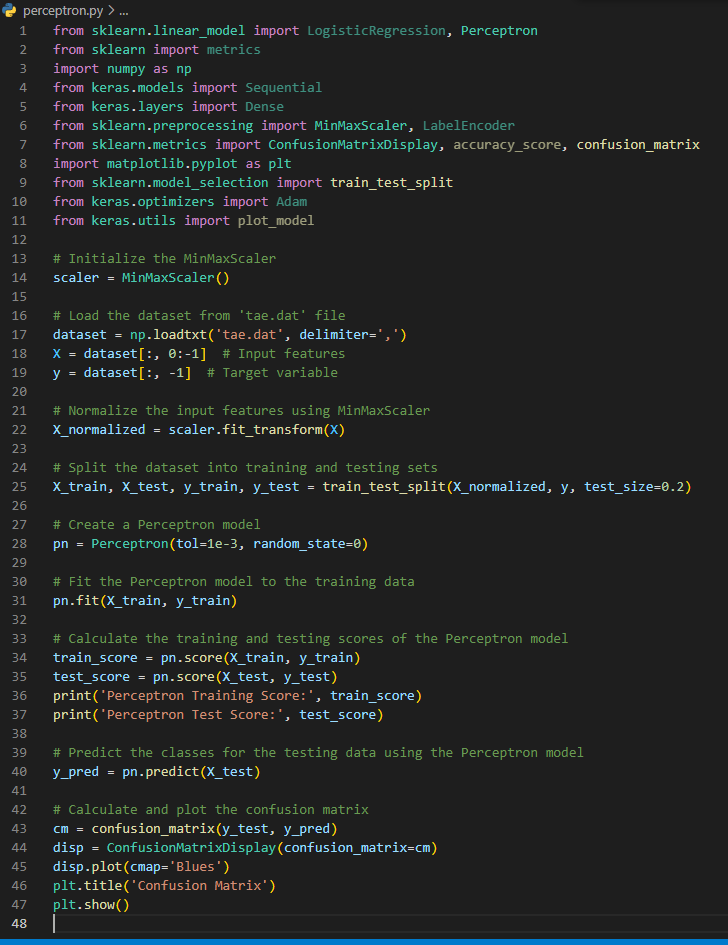 perceptron.py > ...
1 from sklearn.linear_model import LogisticRegression, Perceptron
2 from sklearn import metrics
3 import numpy as np
4 from keras.models import Sequential
5 from keras.layers import Dense
6 from sklearn.preprocessing import MinMaxScaler, LabelEncoder
7 from sklearn.metrics import ConfusionMatrixDisplay, accuracy_score, confusion_matrix
8 import matplotlib.pyplot as plt
9 from sklearn.model_selection import train_test_split
10 from keras.optimizers import Adam
11 from keras.utils import plot_model
12
13 # Initialize the MinMaxScaler
14 scaler = MinMaxScaler()
15
16 # Load the dataset from 'tae.dat' file
17 dataset = np.loadtxt('tae.dat', delimiter=',')
18 X = dataset[:, 0:-1]  # Input features
19 y = dataset[:, -1]  # Target variable
20
21 # Normalize the input features using MinMaxScaler
22 X_normalized = scaler.fit_transform(X)
23
24 # Split the dataset into training and testing sets
25 X_train, X_test, y_train, y_test = train_test_split(X_normalized, y, test_size=0.2)
26
27 # Create a Perceptron model
28 pn = Perceptron(tol=1e-3, random_state=0)
29
30 # Fit the Perceptron model to the training data
31 pn.fit(X_train, y_train)
32
33 # Calculate the training and testing scores of the Perceptron model
34 train_score = pn.score(X_train, y_train)
35 test_score = pn.score(X_test, y_test)
36 print('Perceptron Training Score:', train_score)
37 print('Perceptron Test Score:', test_score)
38
39 # Predict the classes for the testing data using the Perceptron model
40 y_pred = pn.predict(X_test)
41
42 # Calculate and plot the confusion matrix
43 cm = confusion_matrix(y_test, y_pred)
44 disp = ConfusionMatrixDisplay(confusion_matrix=cm)
45 disp.plot(cmap='Blues')
46 plt.title('Confusion Matrix')
47 plt.show()
48